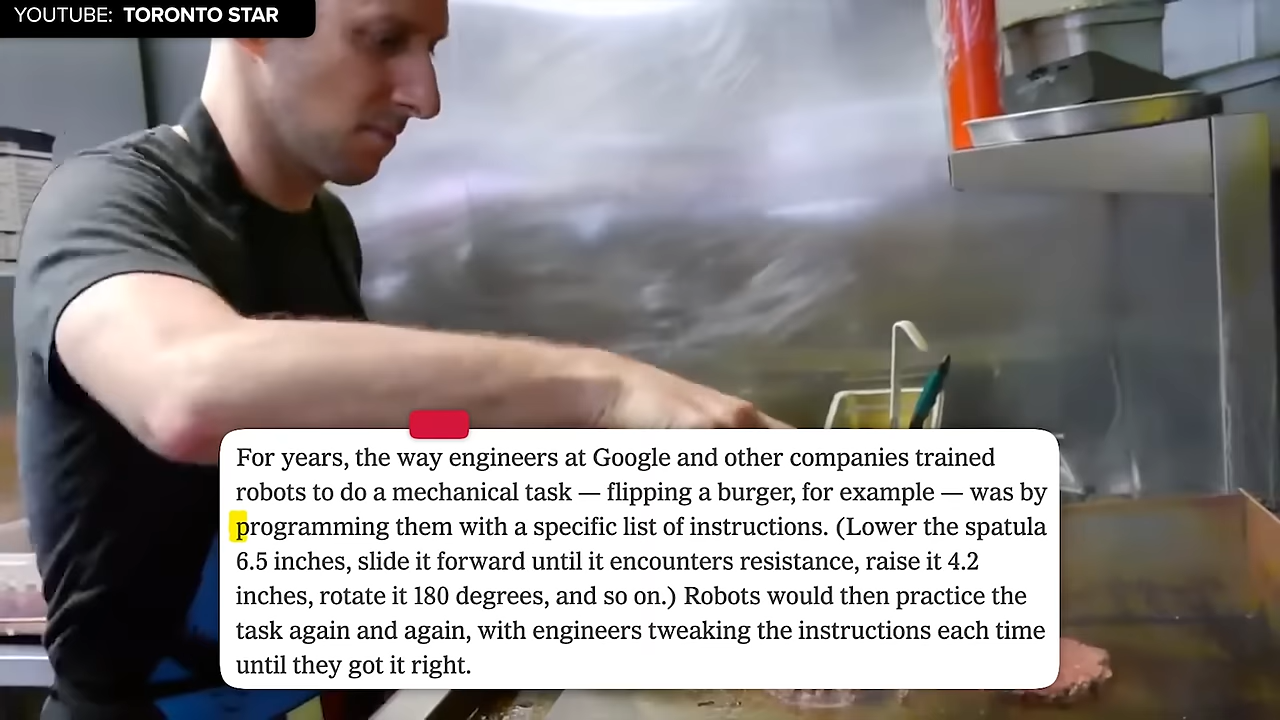 YOUTUBE: TORONTO STAR
For years, the way engineers at Google and other companies trained
robots to do a mechanical task — flipping a burger, for example — was by
programming them with a specific list of instructions. (Lower the spatula
6.5 inches, slide it forward until it encounters resistance, raise it 4.2
inches, rotate it 180 degrees, and so on.) Robots would then practice the
task again and again, with engineers tweaking the instructions each time
until they got it right.